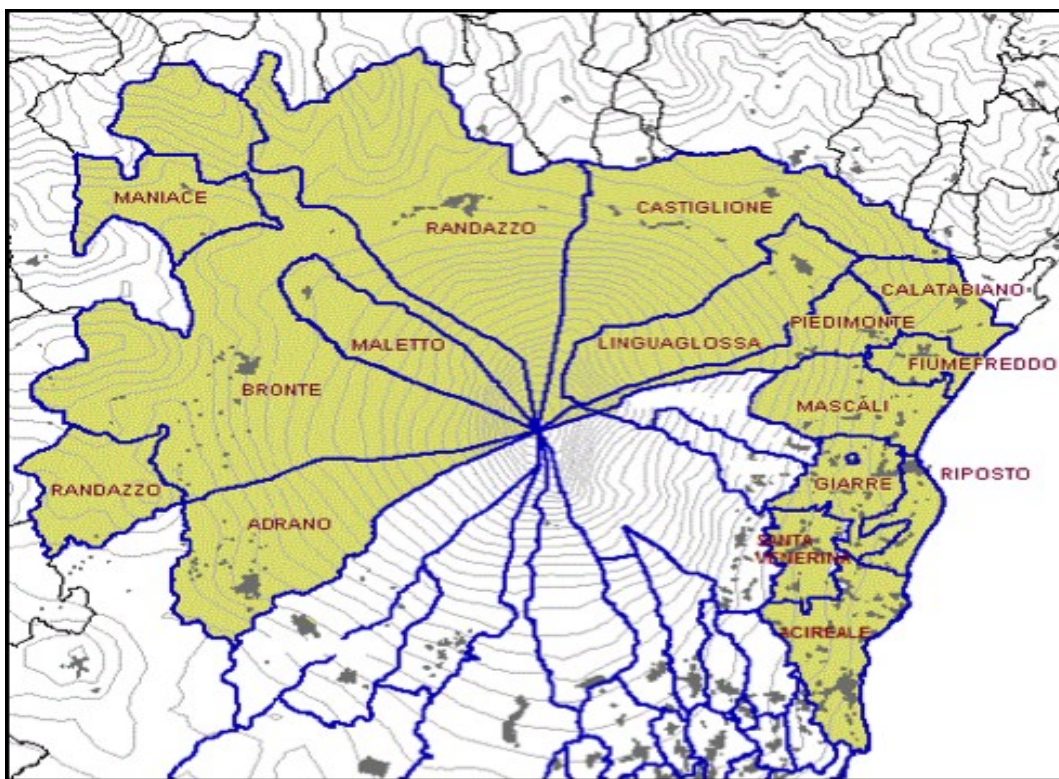 MANIACE
RANDAZZO
CASTIGLIONE
CALATABIANO
PIEDIMONTE
MALETTO
LINGUAGLOSSA
FIUMEFREDDO
BRONTE
MASCALI
RIPOSTO
RANDAZZO
GIARRE
ADRANO
SANTA
VENERINA
ACIREALE